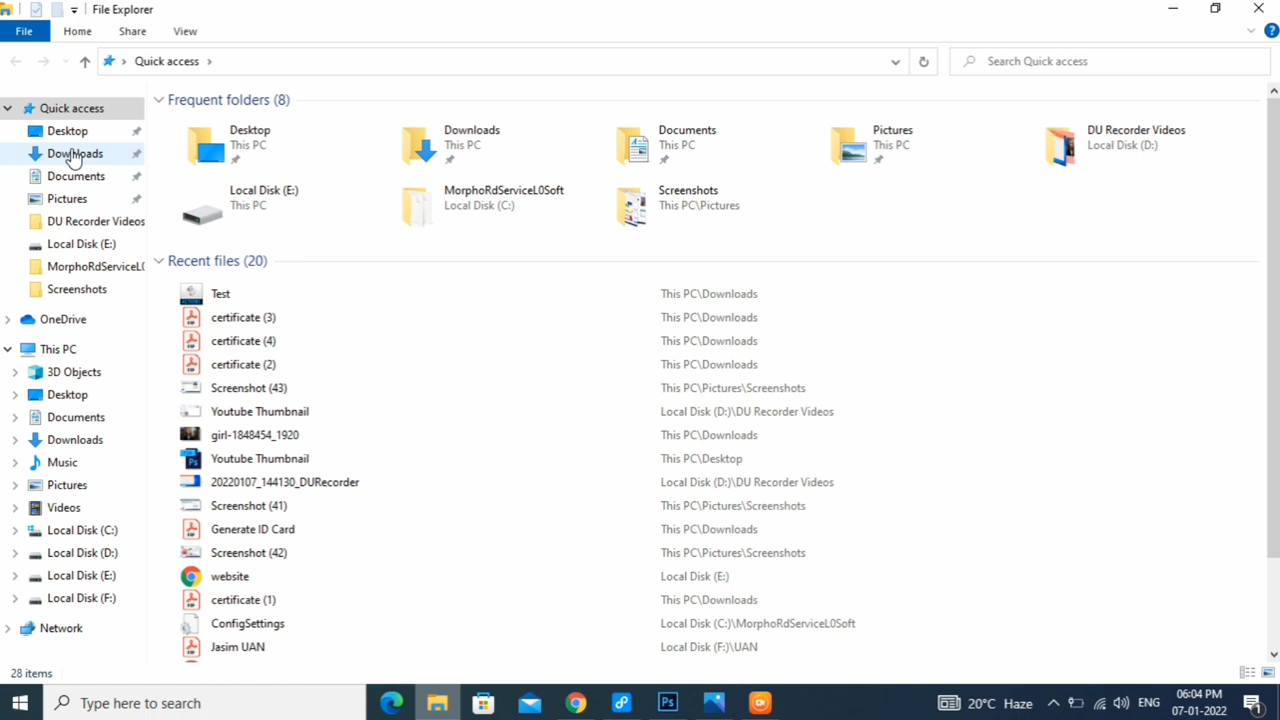 File Explorer
File Home Share View
Quick access
Search Quick access
Quick access
Desktop
Downloads
Documents
Pictures
DU Recorder Videos
Local Disk (E:)
MorphoRdServiceL(
Screenshots
OneDrive
This PC
3D Objects
Desktop
Documents
Downloads
Music
Pictures
Videos
Local Disk (C:)
Local Disk (D:)
Local Disk (E:)
Local Disk (F:)
Network
Frequent folders (8)
Desktop
This PC
Downloads
This PC
Documents
This PC
Pictures
This PC
DU Recorder Videos
Local Disk (D:)
Local Disk (E:)
This PC
MorphoRdServiceL0Soft
Local Disk (C:)
Screenshots
This PC\Pictures
Recent files (20)
Test This PC\Downloads
certificate (3) This PC\Downloads
certificate (4) This PC\Downloads
certificate (2) This PC\Downloads
Screenshot (43) This PC\Pictures\Screenshots
Youtube Thumbnail Local Disk (D:)\DU Recorder Videos
girl-1848454_1920 This PC\Downloads
Youtube Thumbnail This PC\Desktop
20220107_144130_DURecorder Local Disk (D:)\DU Recorder Videos
Screenshot (41) This PC\Pictures\Screenshots
Generate ID Card This PC\Downloads
Screenshot (42) This PC\Pictures\Screenshots
website Local Disk (E:)
certificate (1) This PC\Downloads
ConfigSettings Local Disk (C:)\MorphoRdServiceL0Soft
Jasim UAN Local Disk (F:)\UAN
28 items
Type here to search
Ps
20°C Haze
ENG
06:04 PM
07-01-2022
1